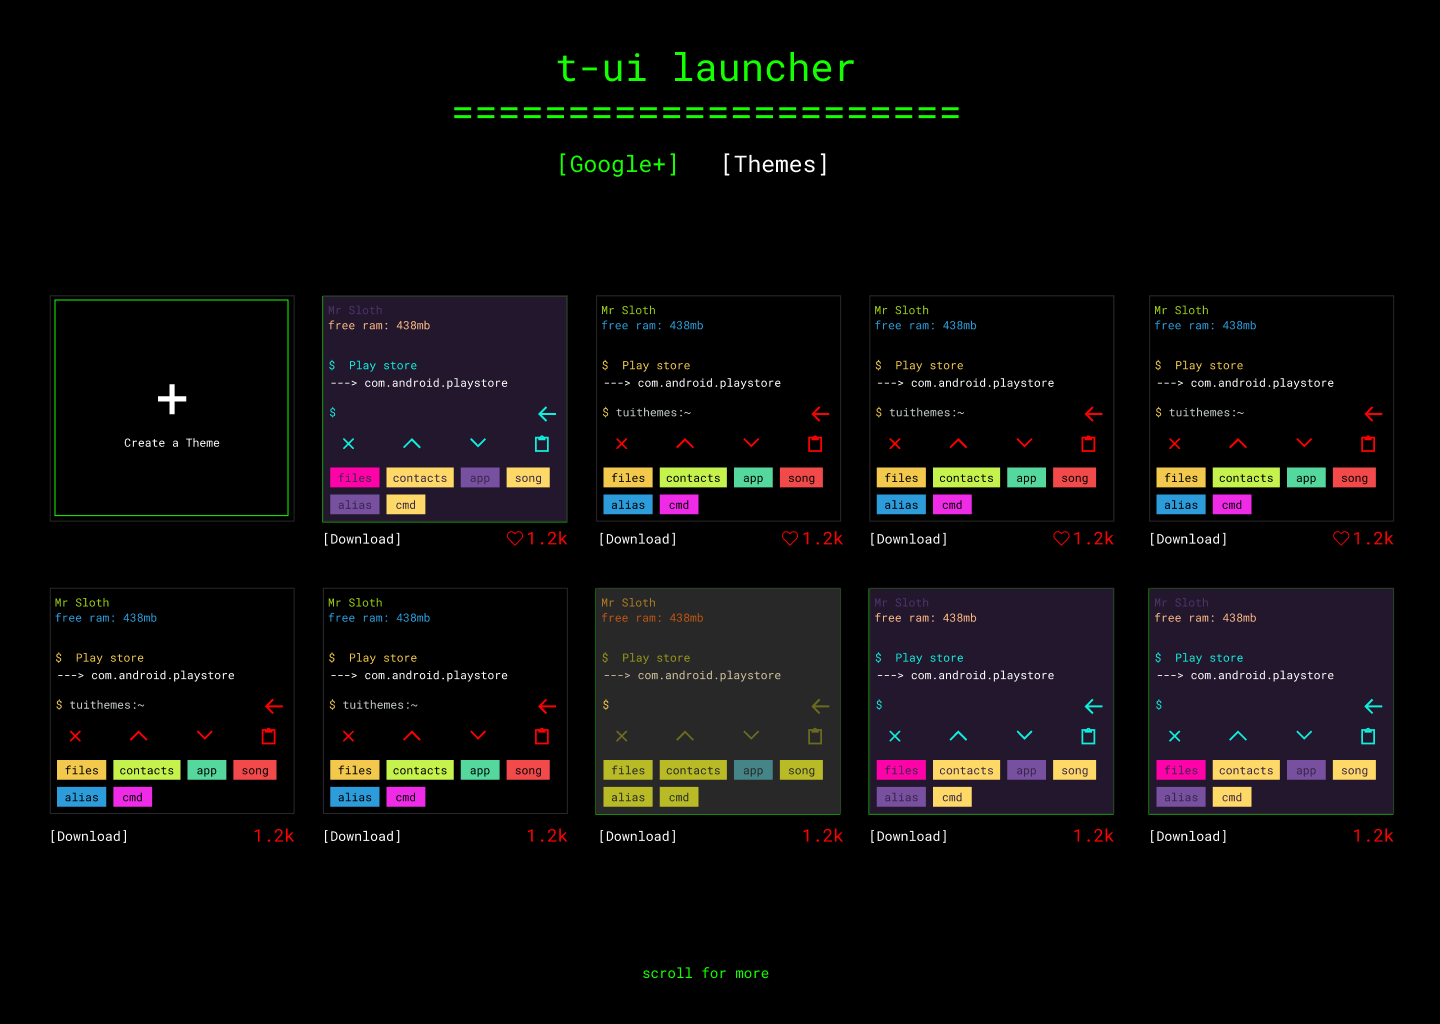 t-ui launcher
======================
[Google+] [Themes]
Create a Theme
Mr Sloth
free ram: 438mb
$ Play store
---> com.android.playstore
$
files contacts app song
alias cmd
[Download] 1.2k
Mr Sloth
free ram: 438mb
$ Play store
---> com.android.playstore
$ tuithemes:~
files contacts app song
alias cmd
[Download] 1.2k
Mr Sloth
free ram: 438mb
$ Play store
---> com.android.playstore
$ tuithemes:~
files contacts app song
alias cmd
[Download] 1.2k
Mr Sloth
free ram: 438mb
$ Play store
---> com.android.playstore
$ tuithemes:~
files contacts app song
alias cmd
[Download] 1.2k
Mr Sloth
free ram: 438mb
$ Play store
---> com.android.playstore
$ tuithemes:~
files contacts app song
alias cmd
[Download] 1.2k
Mr Sloth
free ram: 438mb
$ Play store
---> com.android.playstore
$ tuithemes:~
files contacts app song
alias cmd
[Download] 1.2k
Mr Sloth
free ram: 438mb
$ Play store
---> com.android.playstore
$
files contacts app song
alias cmd
[Download] 1.2k
Mr Sloth
free ram: 438mb
$ Play store
---> com.android.playstore
$
files contacts app song
alias cmd
[Download] 1.2k
Mr Sloth
free ram: 438mb
$ Play store
---> com.android.playstore
$
files contacts app song
alias cmd
[Download] 1.2k
scroll for more